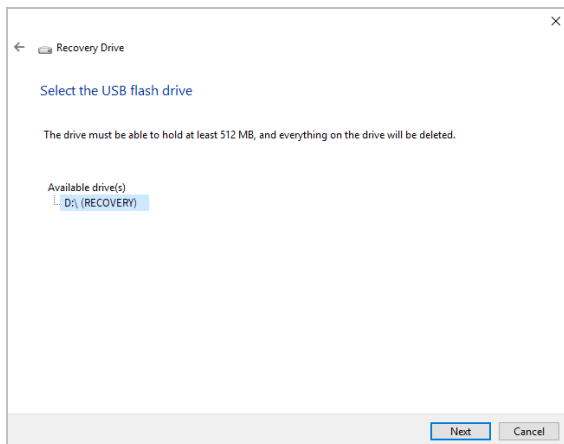 Recovery Drive
Select the USB flash drive
The drive must be able to hold at least 512 MB, and everything on the drive will be deleted.
Available drive(s)
D:\ (RECOVERY)
Next Cancel